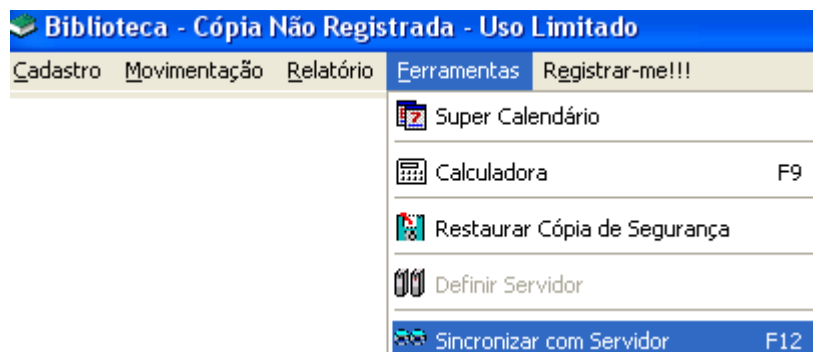 Biblioteca - Cópia Não Registrada - Uso Limitado
Cadastro Movimentação Relatório Ferramentas Registrar-me!!!
Super Calendário
Calculadora F9
Restaurar Cópia de Segurança
Definir Servidor
Sincronizar com Servidor F12